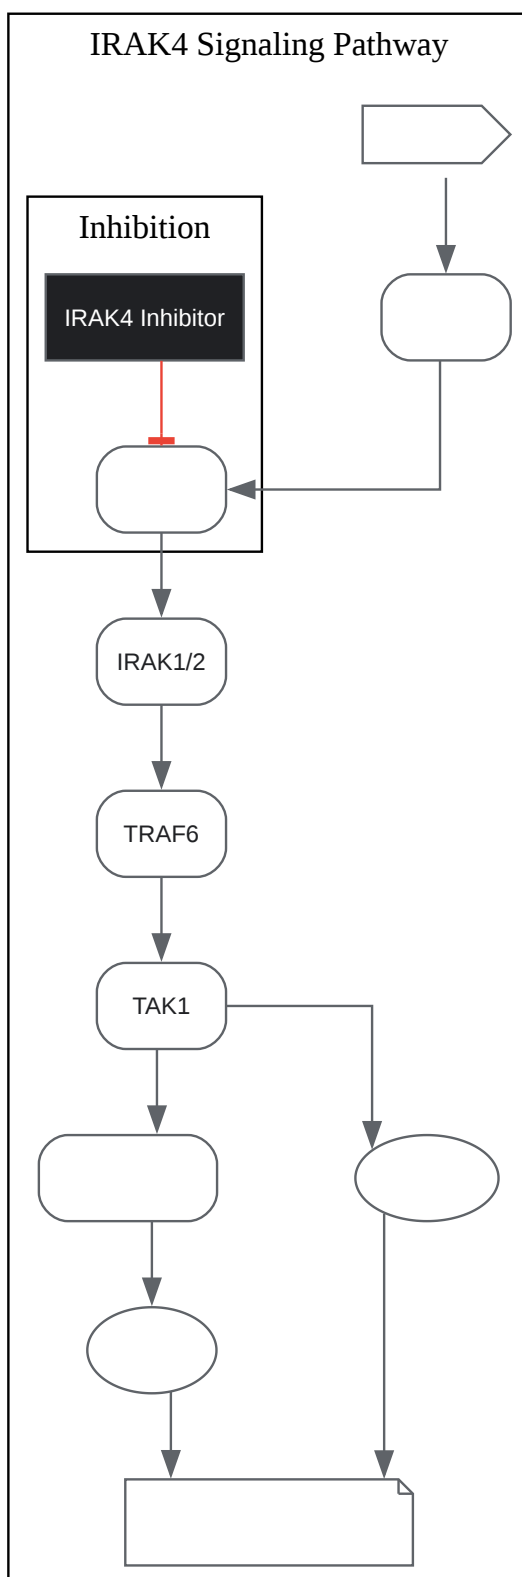 IRAK4 Signaling Pathway
Inhibition
IRAK4 Inhibitor
IRAK1/2
TRAF6
TAK1